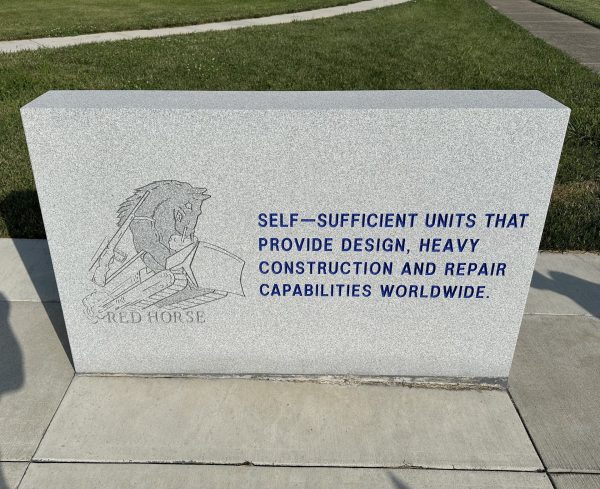 SELF—SUFFICIENT UNITS THAT
PROVIDE DESIGN, HEAVY
CONSTRUCTION AND REPAIR
CAPABILITIES WORLDWIDE.
RED HORSE